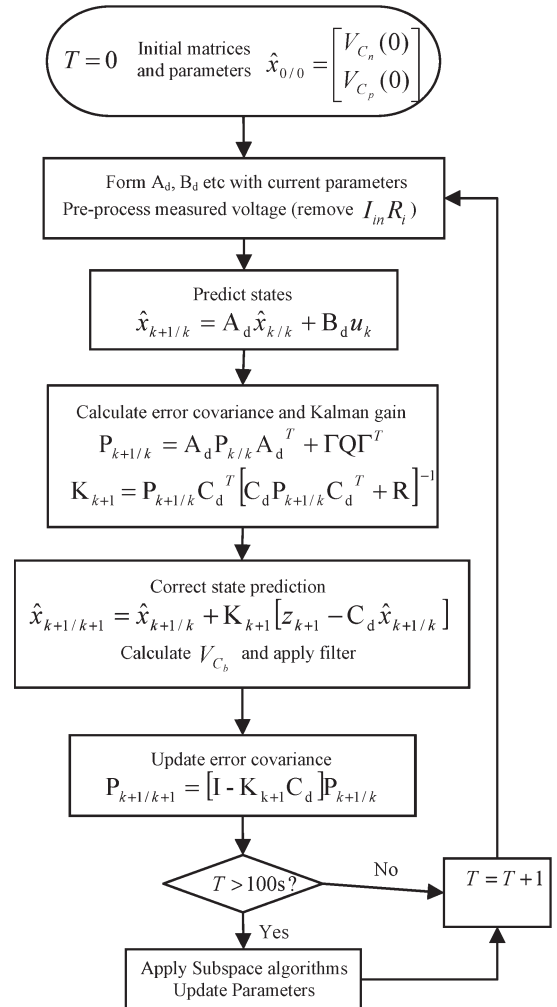 T = 0 Initial matrices and parameters x̂₀/₀ = [V_{C_n}(0) V_{C_p}(0)]
Form A_d, B_d etc with current parameters
Pre-process measured voltage (remove I_{in}R_i)
Predict states
x̂_{k+1/k} = A_d x̂_{k/k} + B_d u_k
Calculate error covariance and Kalman gain
P_{k+1/k} = A_d P_{k/k} A_d^T + ΓQΓ^T
K_{k+1} = P_{k+1/k} C_d^T [C_d P_{k+1/k} C_d^T + R]^{-1}
Correct state prediction
x̂_{k+1/k+1} = x̂_{k+1/k} + K_{k+1} [z_{k+1} − C_d x̂_{k+1/k}]
Calculate V_{C_b} and apply filter
Update error covariance
P_{k+1/k+1} = [I - K_{k+1} C_d] P_{k+1/k}
T > 100s?
No
T = T + 1
Yes
Apply Subspace algorithms
Update Parameters